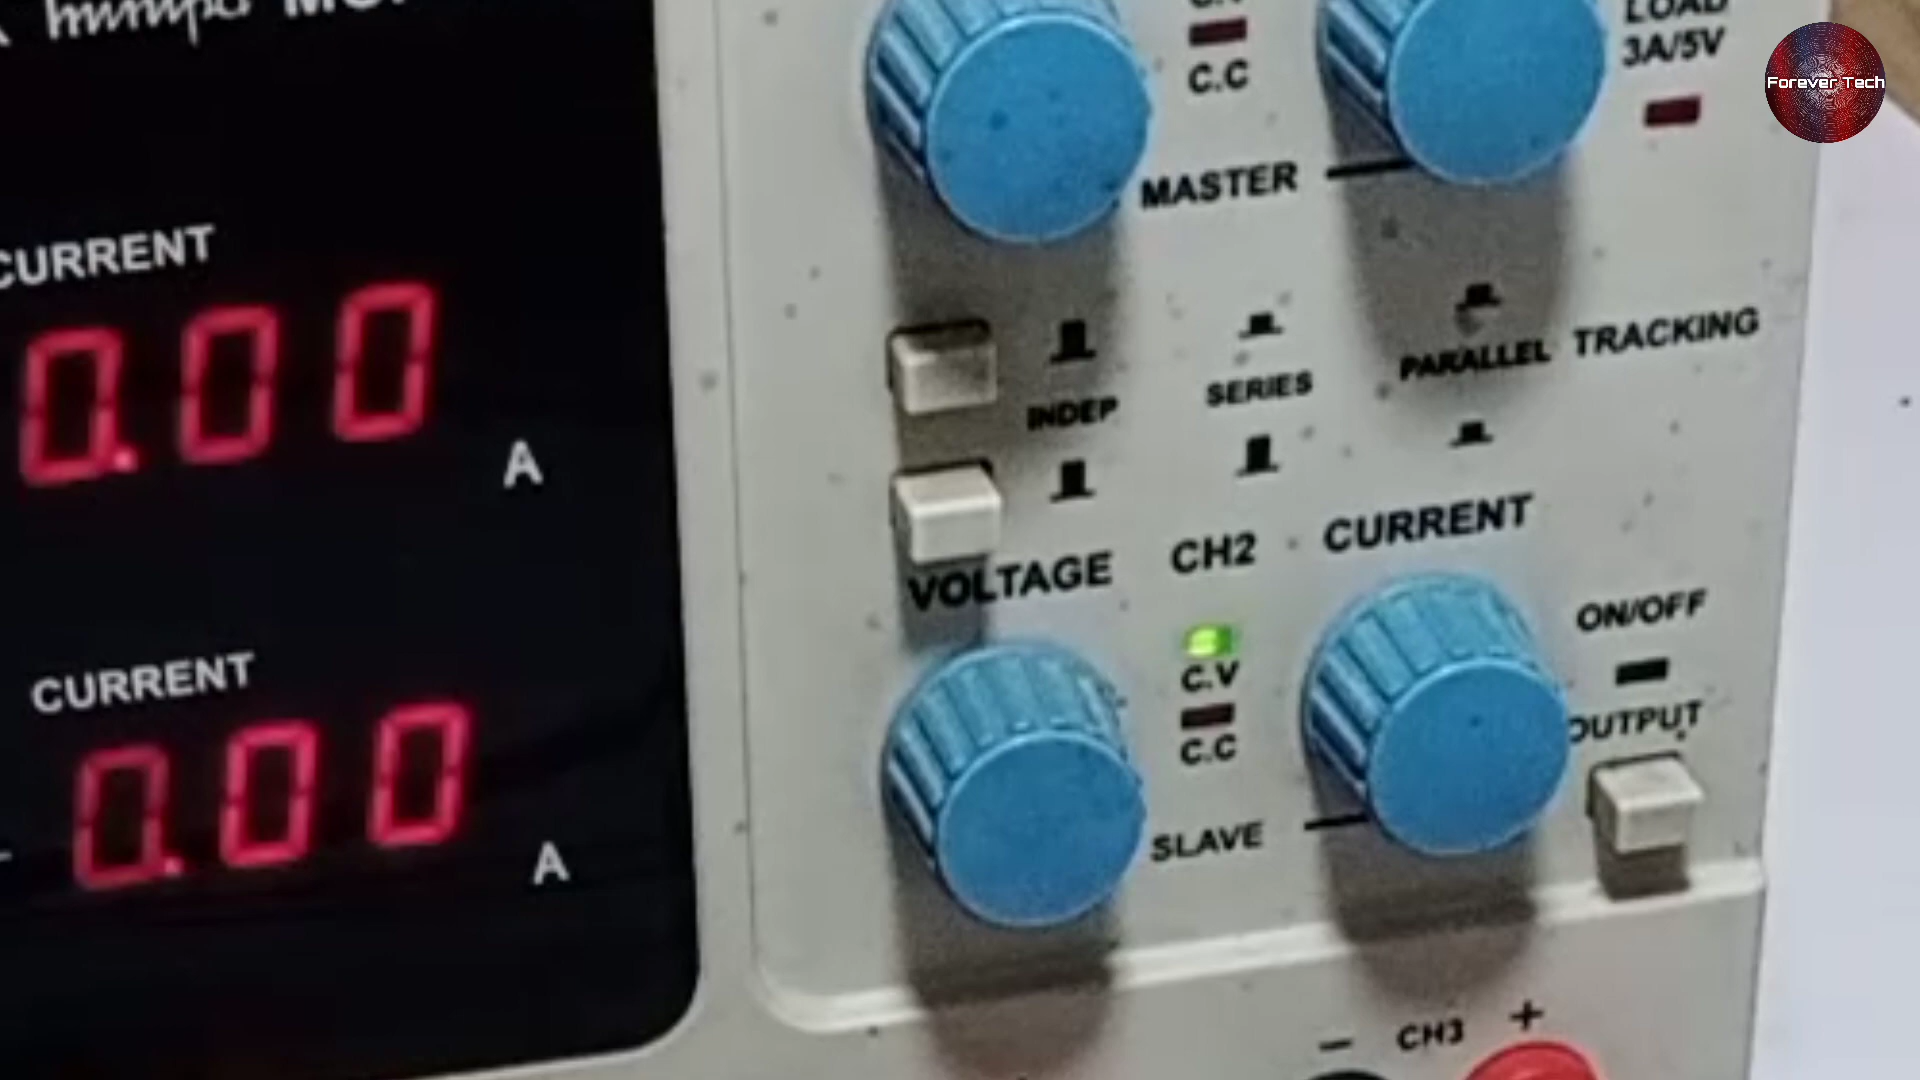 C.C
LOAD
3A/5V
Forever Tech
MASTER
CURRENT
0.00
A
INDEP
SERIES
PARALLEL TRACKING
VOLTAGE
CH2
CURRENT
ON/OFF
C.V
OUTPUT
C.C
CURRENT
0.00
A
SLAVE
- CH3 +